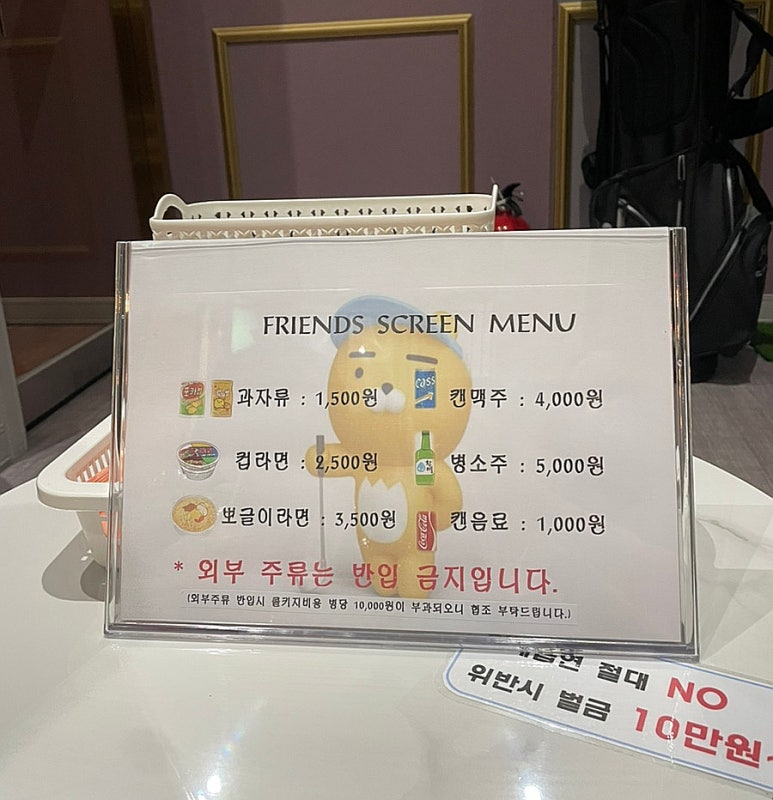 FRIENDS SCREEN MENU
과자류 : 1,500원
Cass
캔맥주 : 4,000원
컵라면 : 2,500원
병소주 : 5,000원
뽀글이라면 : 3,500원
Coca-Cola
캔음료 : 1,000원
* 외부 주류는 반입 금지입니다.
(외부주류 반입시 콜키지비용 병당 10,000원이 부과되오니 협조 부탁드립니다.)
절대 NO
위반시 벌금 10만원~